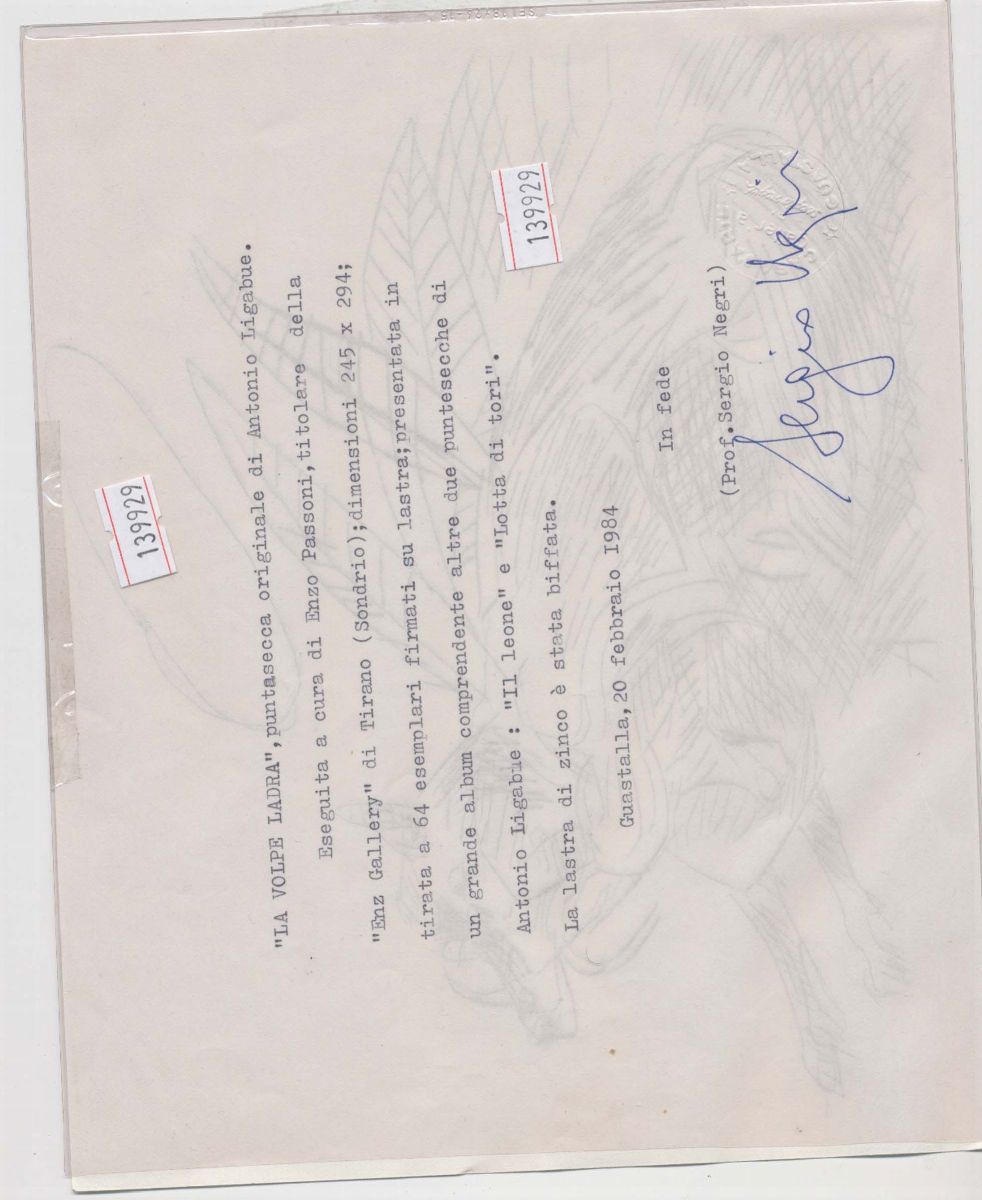 "LA VOLPE LADRA",puntasecca originale di Antonio Ligabue.
Eseguita a cura di Enzo Passoni,titolare della
"Enz Gallery" di Tirano (Sondrio);dimensioni 245 x 294;
tirata a 64 esemplari firmati su lastra;presentata in
un grande album comprendente altre due puntesecche di
Antonio Ligabue : "Il leone" e "Lotta di tori".
La lastra di zinco è stata biffata.
Guastalla,20 febbraio I984
In fede
(Prof.Sergio Negri)
Sergio Negri
139929
139929